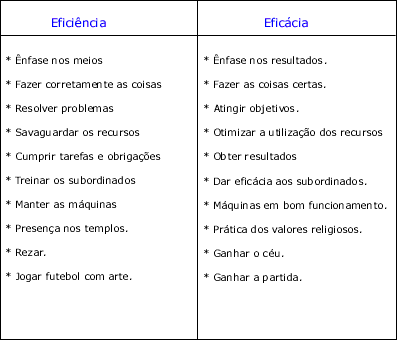 Eficiência Eficácia
* Ênfase nos meios * Ênfase nos resultados.
* Fazer corretamente as coisas * Fazer as coisas certas.
* Resolver problemas * Atingir objetivos.
* Savaguardar os recursos * Otimizar a utilização dos recursos
* Cumprir tarefas e obrigações * Obter resultados
* Treinar os subordinados * Dar eficácia aos subordinados.
* Manter as máquinas * Máquinas em bom funcionamento.
* Presença nos templos. * Prática dos valores religiosos.
* Rezar. * Ganhar o céu.
* Jogar futebol com arte. * Ganhar a partida.